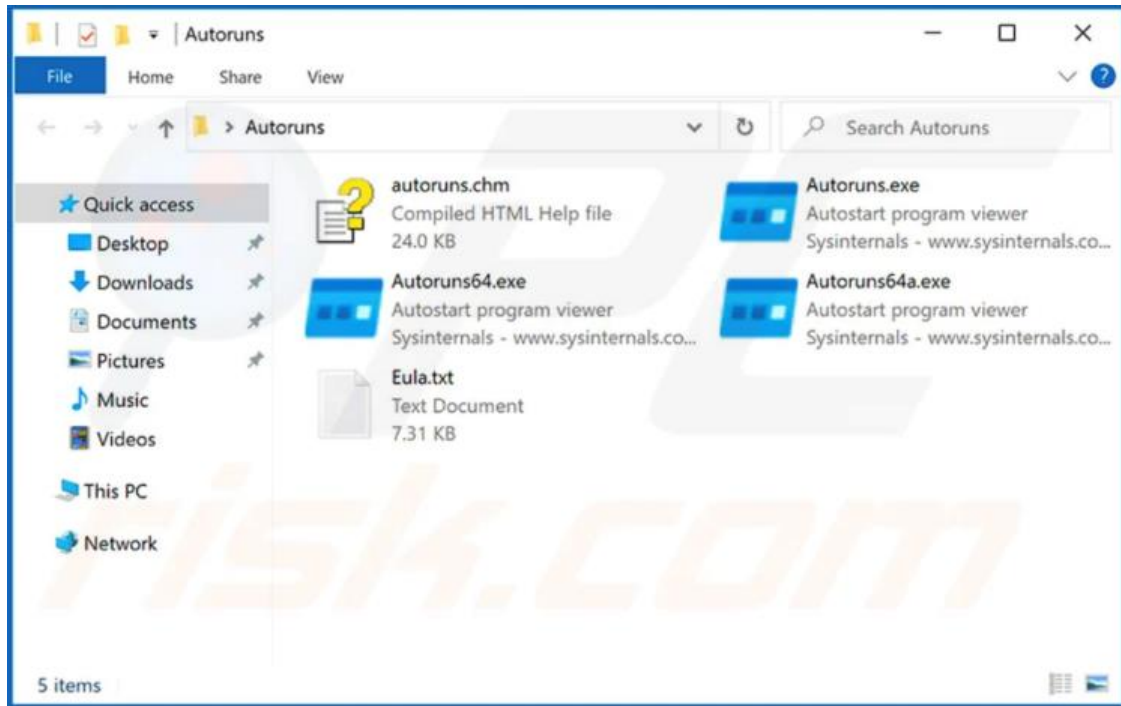 Autoruns
File Home Share View
Autoruns
Search Autoruns
Quick access
Desktop
Downloads
Documents
Pictures
Music
Videos
This PC
Network
autoruns.chm
Compiled HTML Help file
24.0 KB
Autoruns.exe
Autostart program viewer
Sysinternals - www.sysinternals.co...
Autoruns64.exe
Autostart program viewer
Sysinternals - www.sysinternals.co...
Autoruns64a.exe
Autostart program viewer
Sysinternals - www.sysinternals.co...
Eula.txt
Text Document
7.31 KB
5 items
PC
risk.com